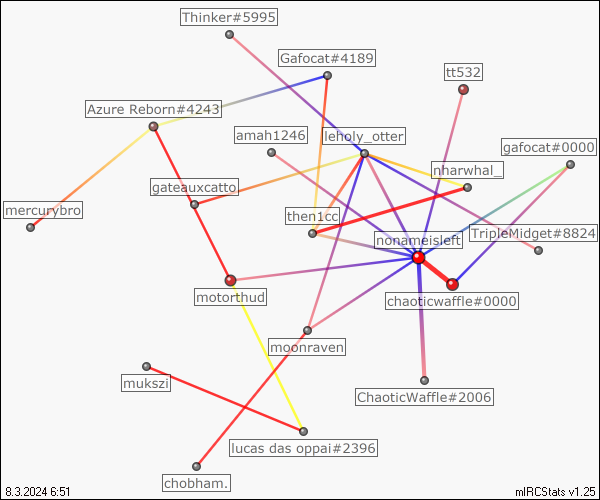 Thinker#5995
Gafocat#4189
tt532
Azure Reborn#4243
amah1246
leholy_otter
gafocat#0000
nharwhal_
gateauxcatto
mercurybro
then1cc
TripleMidget#8824
nonameisleft
motorthud
chaoticwaffle#0000
moonraven
mukszi
ChaoticWaffle#2006
lucas das oppai#2396
chobham.
8.3.2024 6:51
mIRCStats v1.25